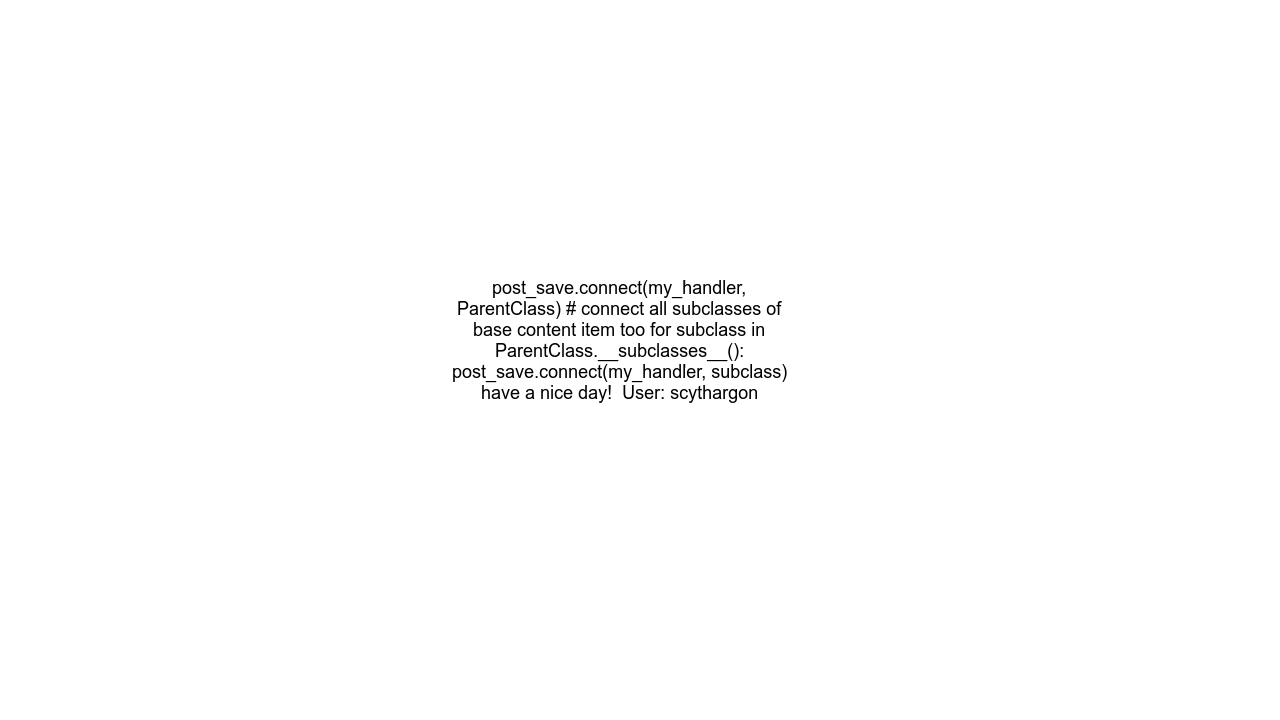 post_save.connect(my_handler,
ParentClass) # connect all subclasses of
base content item too for subclass in
ParentClass.__subclasses__():
post_save.connect(my_handler, subclass)
have a nice day!  User: scythargon